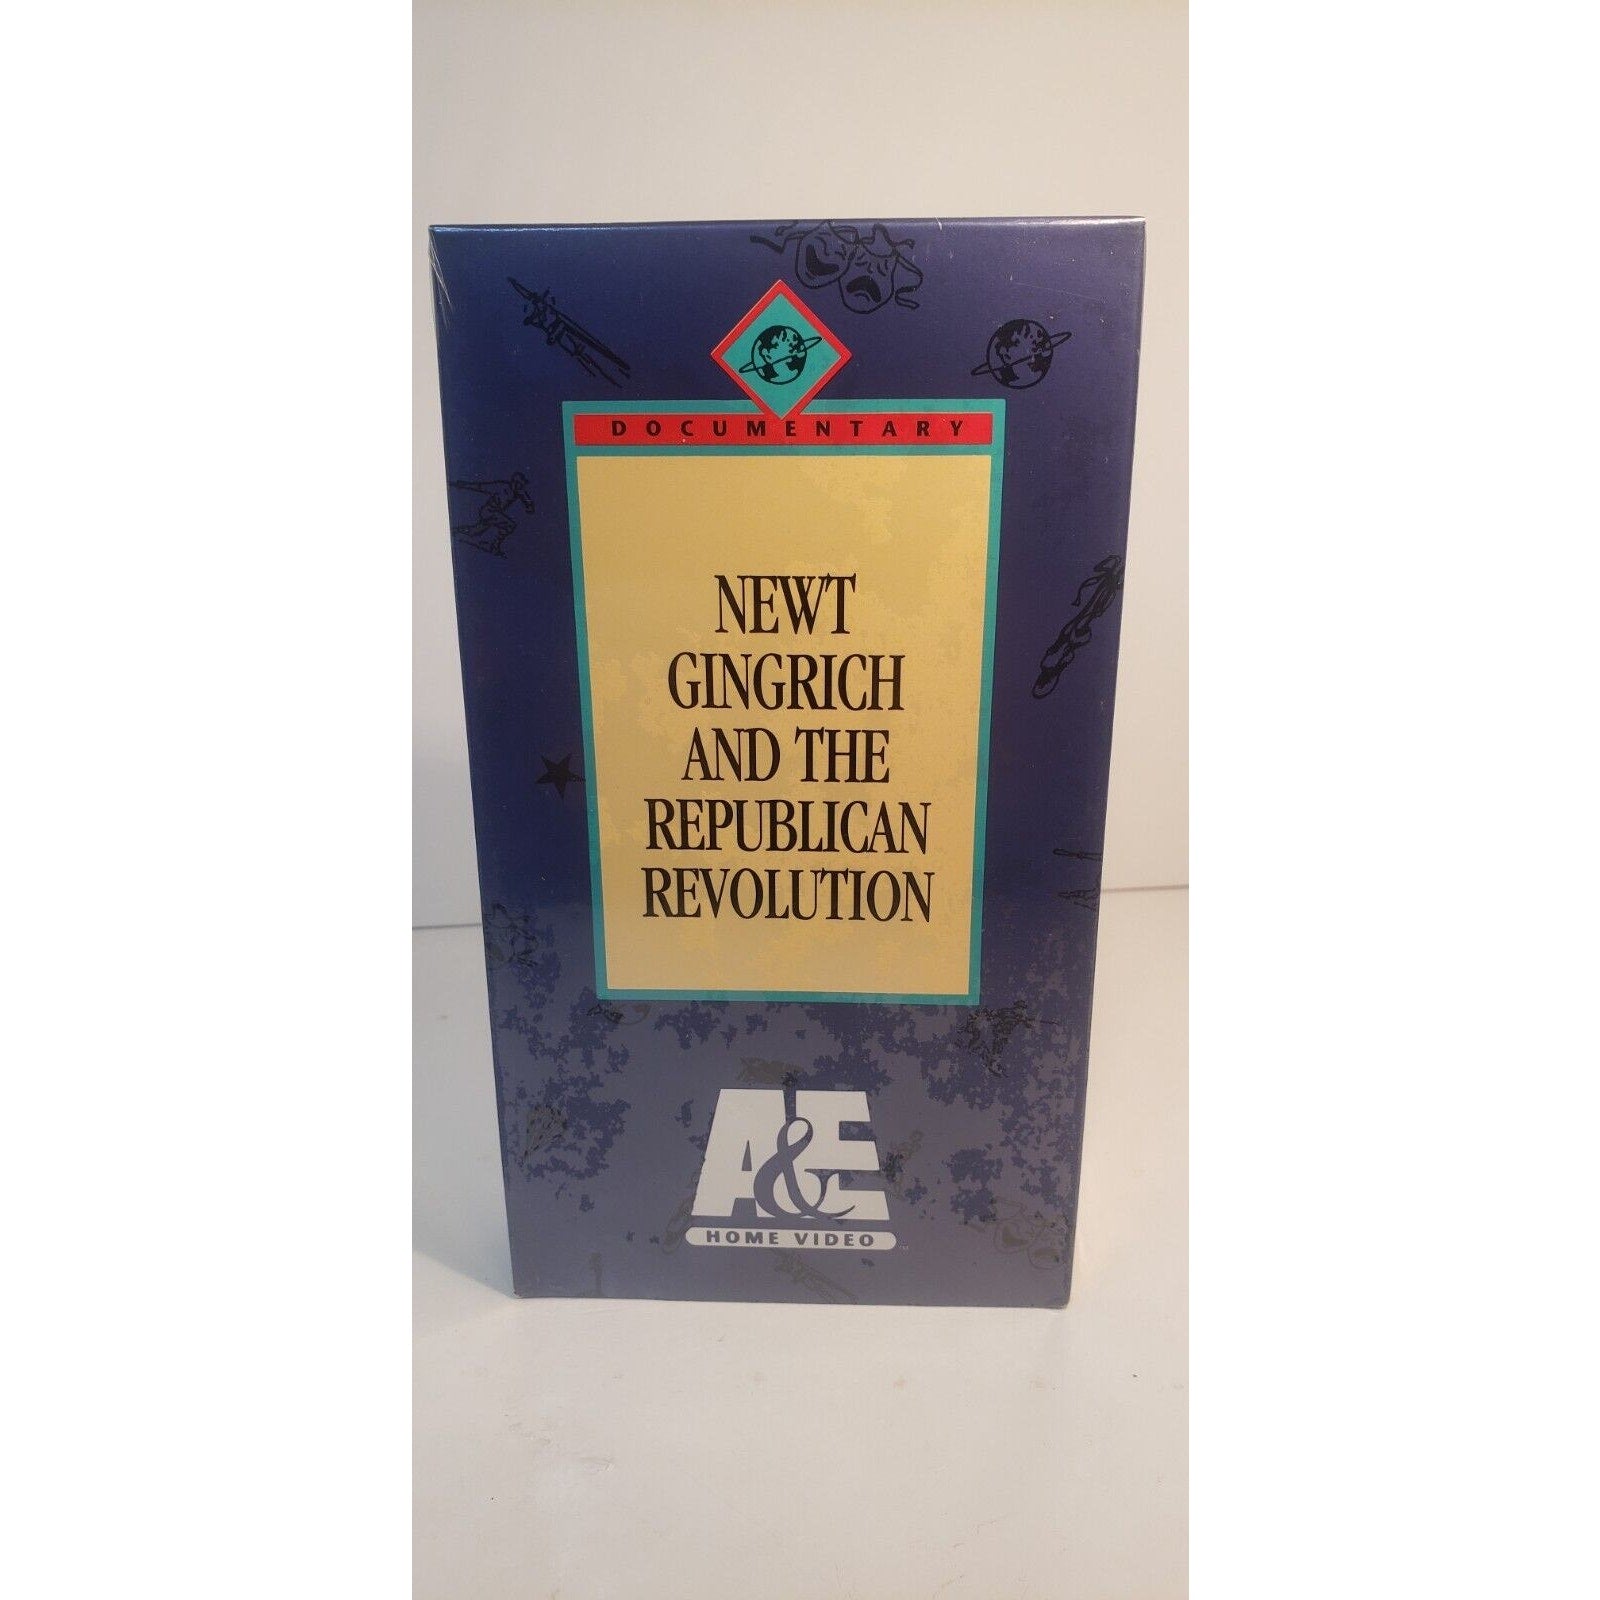 DOCUMENTARY
NEWT
GINGRICH
AND THE
REPUBLICAN
REVOLUTION
A&E
HOME VIDEO